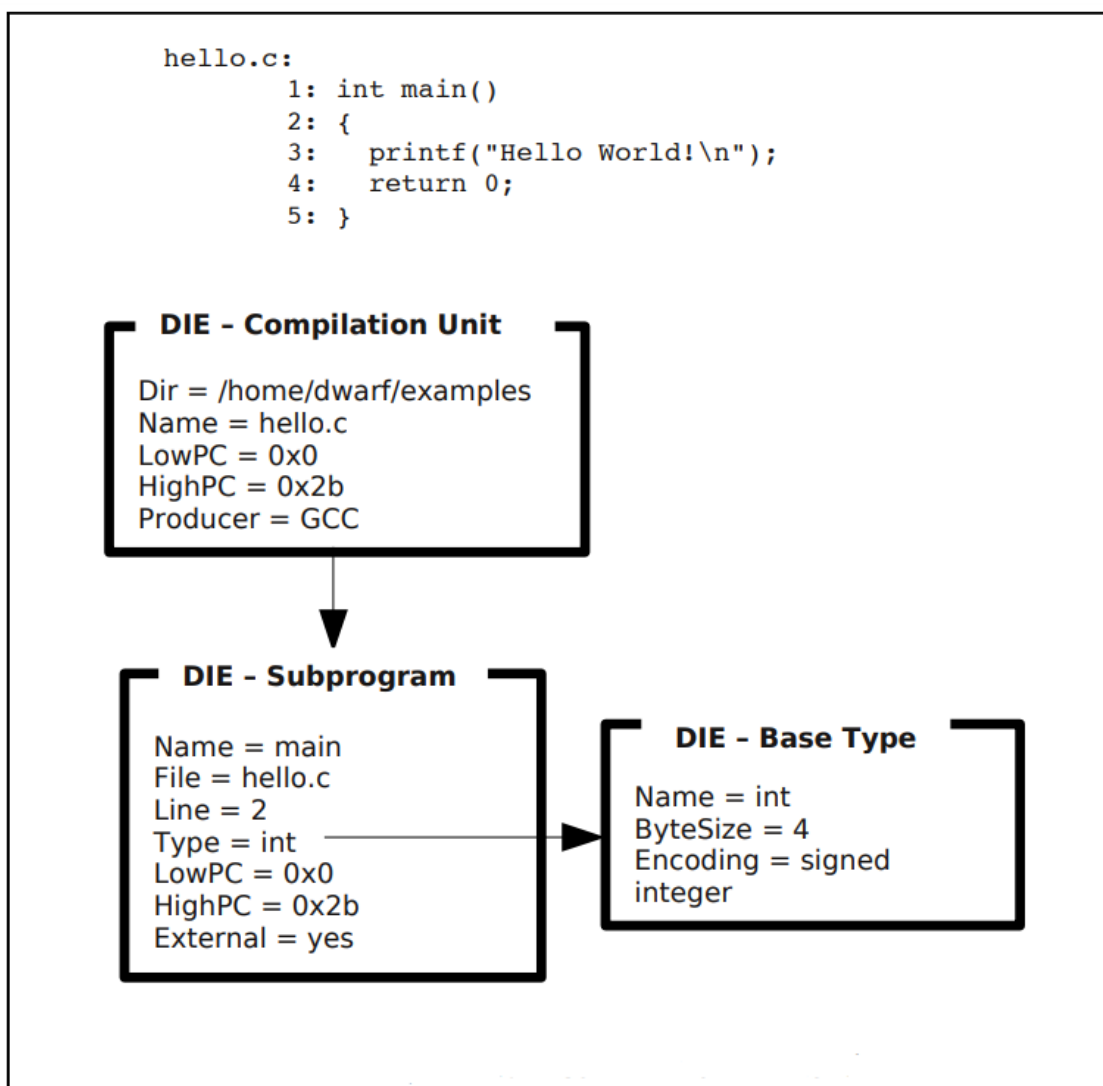 hello.c:
1: int main()
2: {
3:   printf("Hello World!\n");
4:   return 0;
5: }
DIE – Compilation Unit
Dir = /home/dwarf/examples
Name = hello.c
LowPC = 0x0
HighPC = 0x2b
Producer = GCC
DIE – Subprogram
Name = main
File = hello.c
Line = 2
Type = int
LowPC = 0x0
HighPC = 0x2b
External = yes
DIE – Base Type
Name = int
ByteSize = 4
Encoding = signed
integer